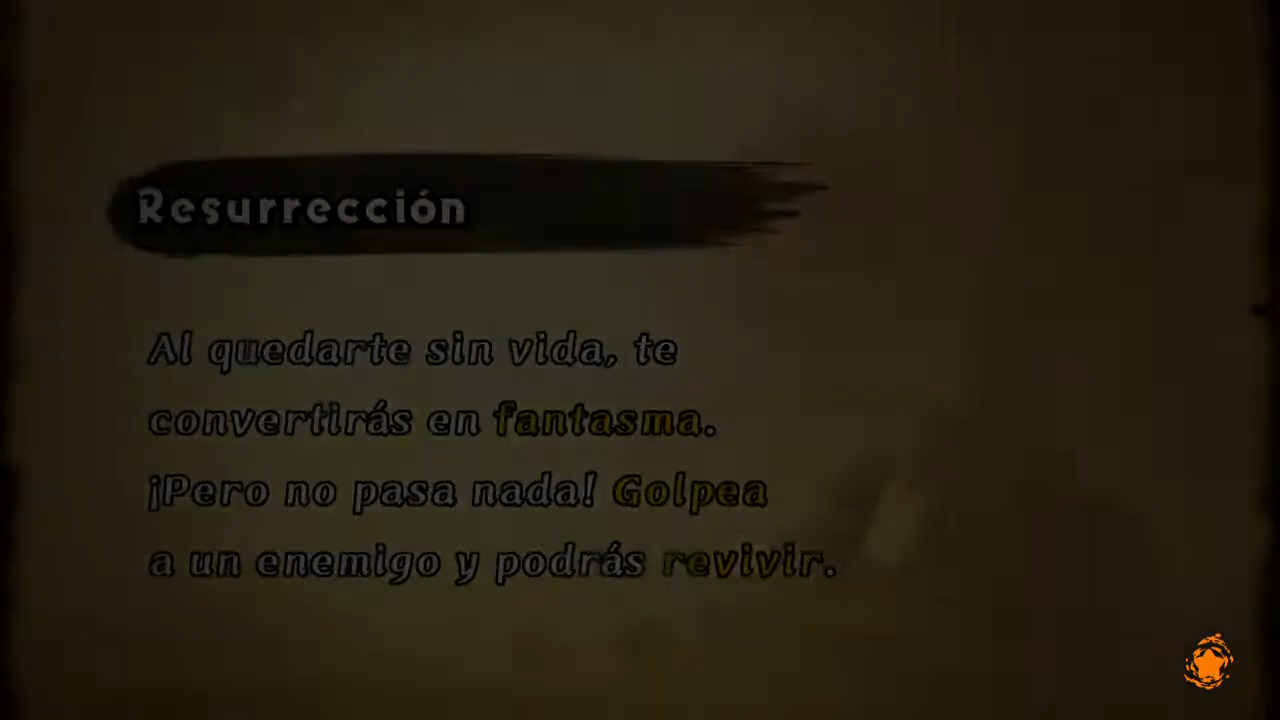 Resurrección
Al quedarte sin vida, te
convertirás en fantasma.
¡Pero no pasa nada! Golpea
a un enemigo y podrás revivir.